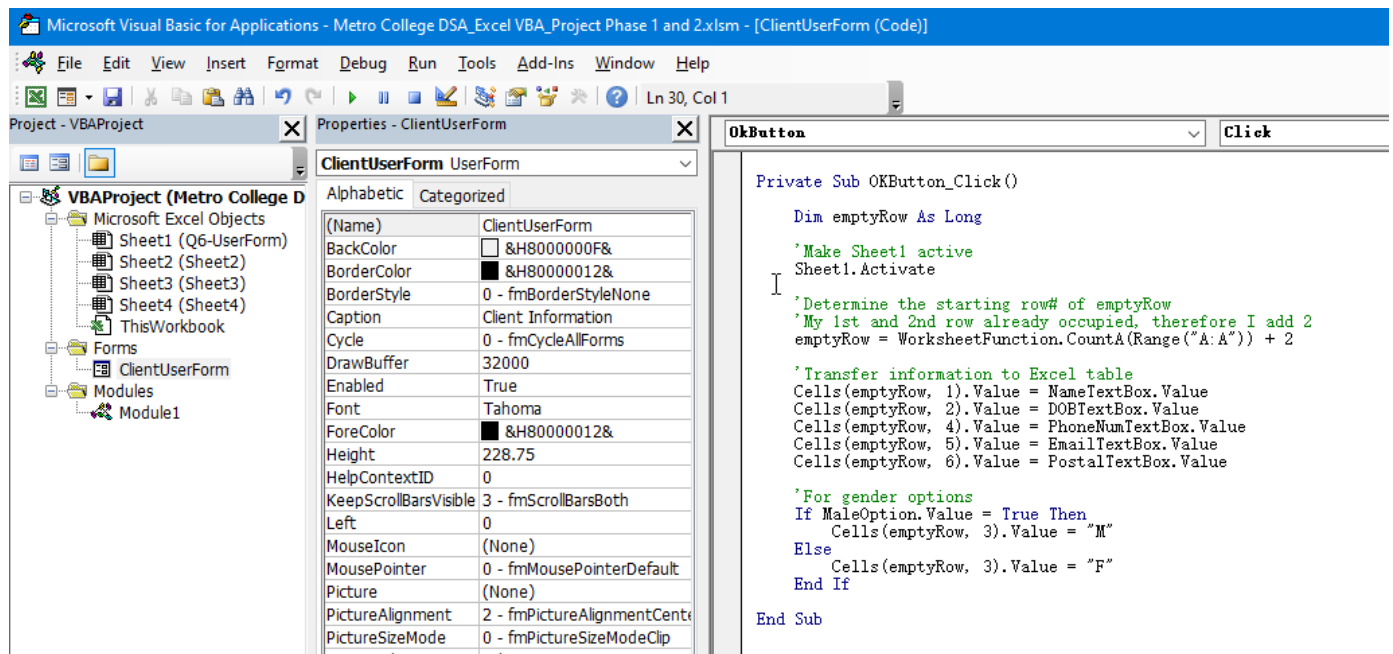 Microsoft Visual Basic for Applications - Metro College DSA_Excel VBA_Project Phase 1 and 2.xlsm - [ClientUserForm (Code)]
File Edit View Insert Format Debug Run Tools Add-Ins Window Help
Ln 30, Col 1
Project - VBAProject
VBAProject (Metro College D
Microsoft Excel Objects
Sheet1 (Q6-UserForm)
Sheet2 (Sheet2)
Sheet3 (Sheet3)
Sheet4 (Sheet4)
ThisWorkbook
Forms
ClientUserForm
Modules
Module1
Properties - ClientUserForm
ClientUserForm UserForm
Alphabetic Categorized
(Name) ClientUserForm
BackColor &H8000000F&
BorderColor &H80000012&
BorderStyle 0 - fmBorderStyleNone
Caption Client Information
Cycle 0 - fmCycleAllForms
DrawBuffer 32000
Enabled True
Font Tahoma
ForeColor &H80000012&
Height 228.75
HelpContextID 0
KeepScrollBarsVisible 3 - fmScrollBarsBoth
Left 0
MouseIcon (None)
MousePointer 0 - fmMousePointerDefault
Picture (None)
PictureAlignment 2 - fmPictureAlignmentCente
PictureSizeMode 0 - fmPictureSizeModeClip
OkButton Click
Private Sub OKButton_Click()
Dim emptyRow As Long
'Make Sheet1 active
Sheet1.Activate
'Determine the starting row# of emptyRow
'My 1st and 2nd row already occupied, therefore I add 2
emptyRow = WorksheetFunction.CountA(Range("A:A")) + 2
'Transfer information to Excel table
Cells(emptyRow, 1).Value = NameTextBox.Value
Cells(emptyRow, 2).Value = DOBTextBox.Value
Cells(emptyRow, 4).Value = PhoneNumTextBox.Value
Cells(emptyRow, 5).Value = EmailTextBox.Value
Cells(emptyRow, 6).Value = PostalTextBox.Value
'For gender options
If MaleOption.Value = True Then
Cells(emptyRow, 3).Value = "M"
Else
Cells(emptyRow, 3).Value = "F"
End If
End Sub